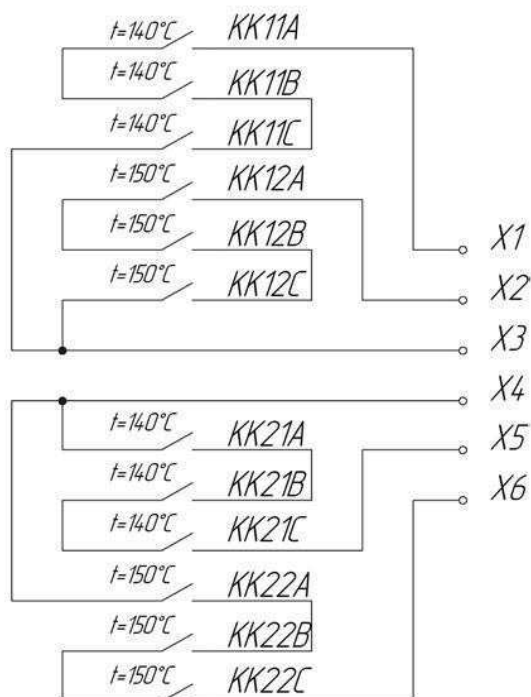 t=140°C KK11A
t=140°C KK11B
t=140°C KK11C
t=150°C KK12A
t=150°C KK12B X1
t=150°C KK12C X2
X3
X4
t=140°C KK21A X5
t=140°C KK21B X6
t=140°C KK21C
t=150°C KK22A
t=150°C KK22B
t=150°C KK22C